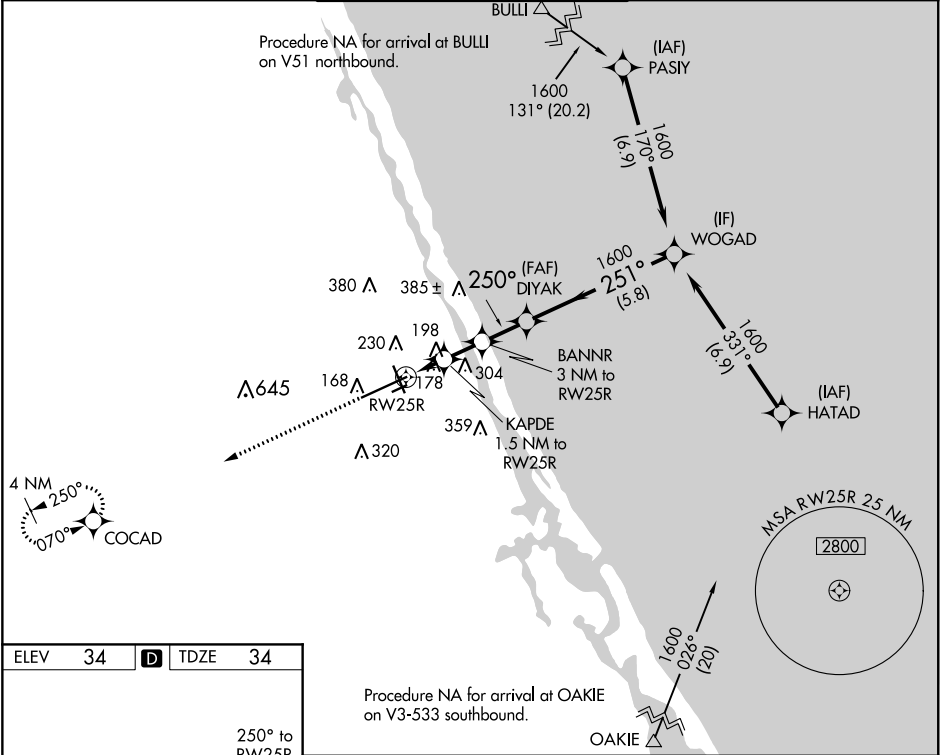 BULLI
Procedure NA for arrival at BULLI
on V51 northbound.
(IAF)
PASIY
1600
131° (20.2)
1600
170°
(6.9)
(IF)
WOGAD
1600
251°
(5.8)
250°
(FAF)
DIYAK
380
385 ±
198
230
BANNR
3 NM to
RW25R
1600
331°
(6.9)
645
168
178
304
RW25R
(IAF)
HATAD
359
KAPDE
1.5 NM to
RW25R
320
4 NM
250°
070°
COCAD
MSA RW25R 25 NM
2800
ELEV 34 D TDZE 34
1600
026°
(20)
Procedure NA for arrival at OAKIE
on V3-533 southbound.
250° to
RW25R
OAKIE